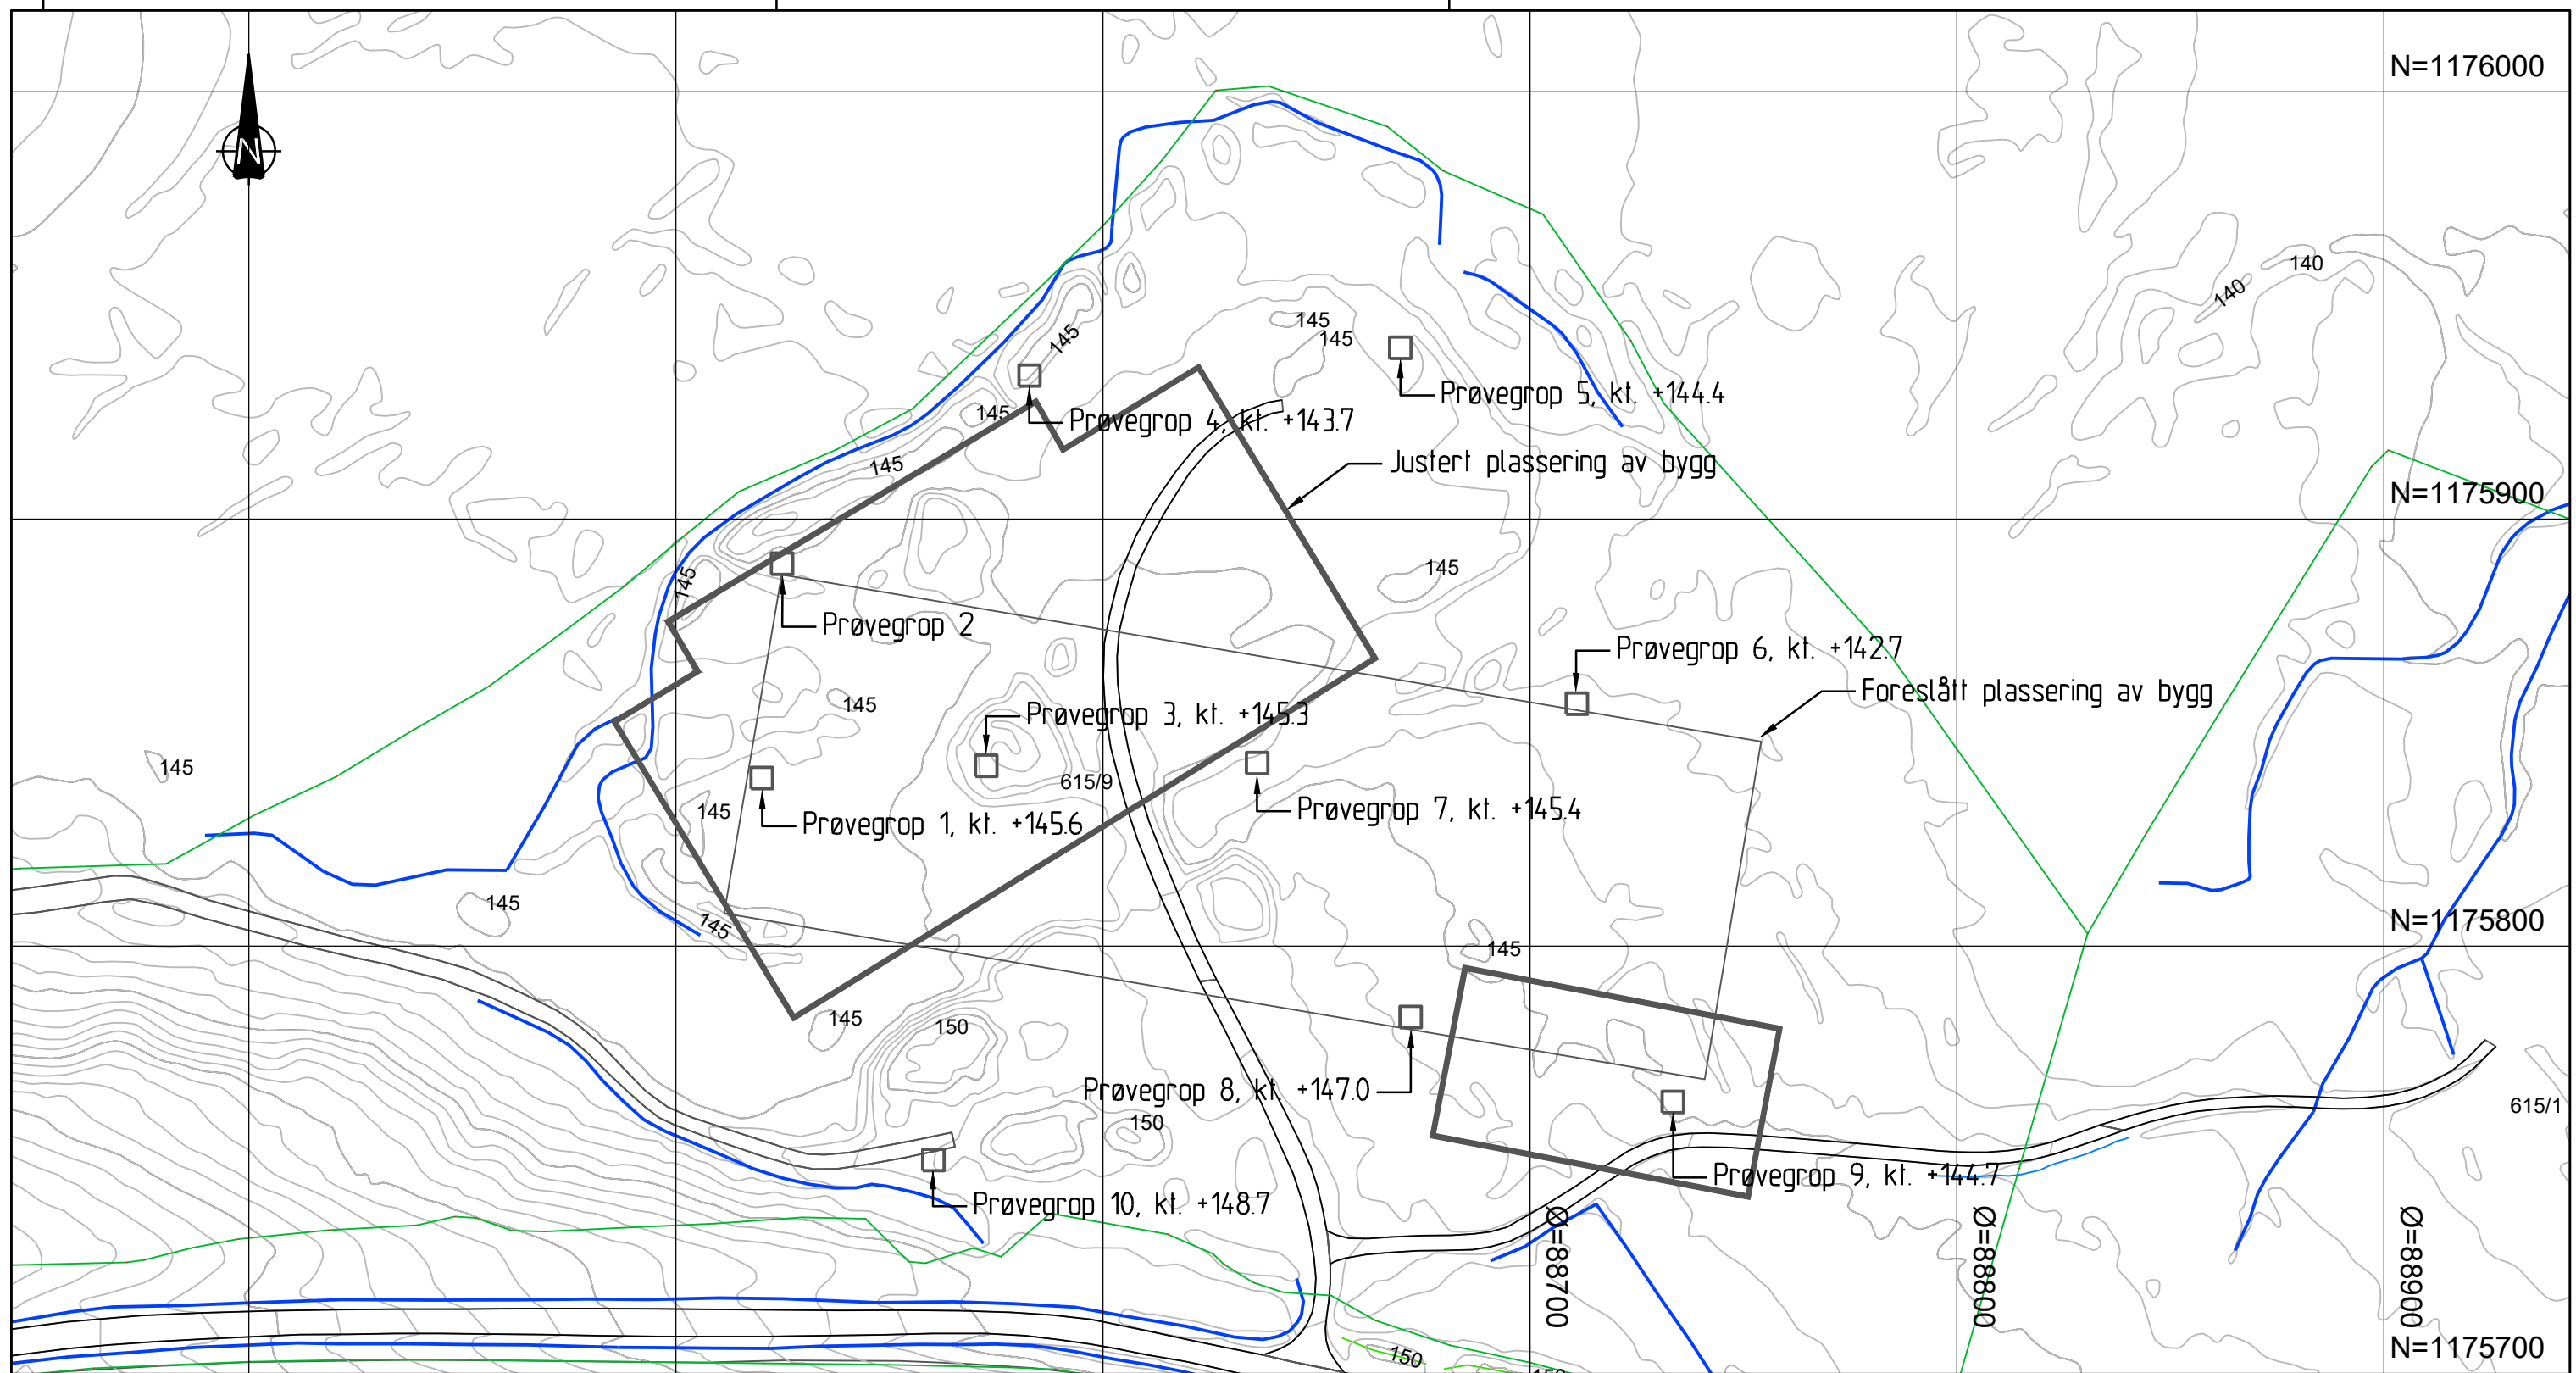 N=1176000
N
140
140
145
145
145
Prøvegrop 5, kt. +144.4
145
Prøvegrop 4, kt. +143.7
145
Justert plassering av bygg
N=1175900
145
145
Prøvegrop 2
Prøvegrop 6, kt. +142.7
Foreslått plassering av bygg
145
Prøvegrop 3, kt. +145.3
145
615/9
145
Prøvegrop 1, kt. +145.6
Prøvegrop 7, kt. +145.4
145
145
N=1175800
145
145
150
Prøvegrop 8, kt. +147.0
615/1
150
Prøvegrop 9, kt. +144.7
Prøvegrop 10, kt. +148.7
Ø=88700
Ø=88800
Ø=88900
N=1175700
150